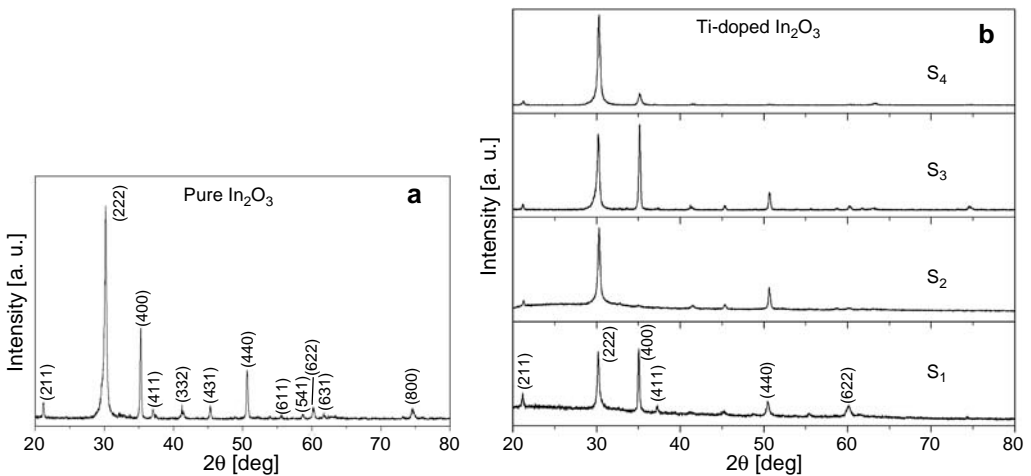 a
Pure In₂O₃
Intensity [a. u.]
(211)
(222)
(400)
(411)
(332)
(431)
(440)
(611)
(541)
(622)
(631)
(800)
20 30 40 50 60 70 80
2θ [deg]
b
Ti-doped In₂O₃
Intensity [a. u.]
S₄
S₃
S₂
S₁
(211)
(222)
(400)
(411)
(440)
(622)
20 30 40 50 60 70 80
2θ [deg]